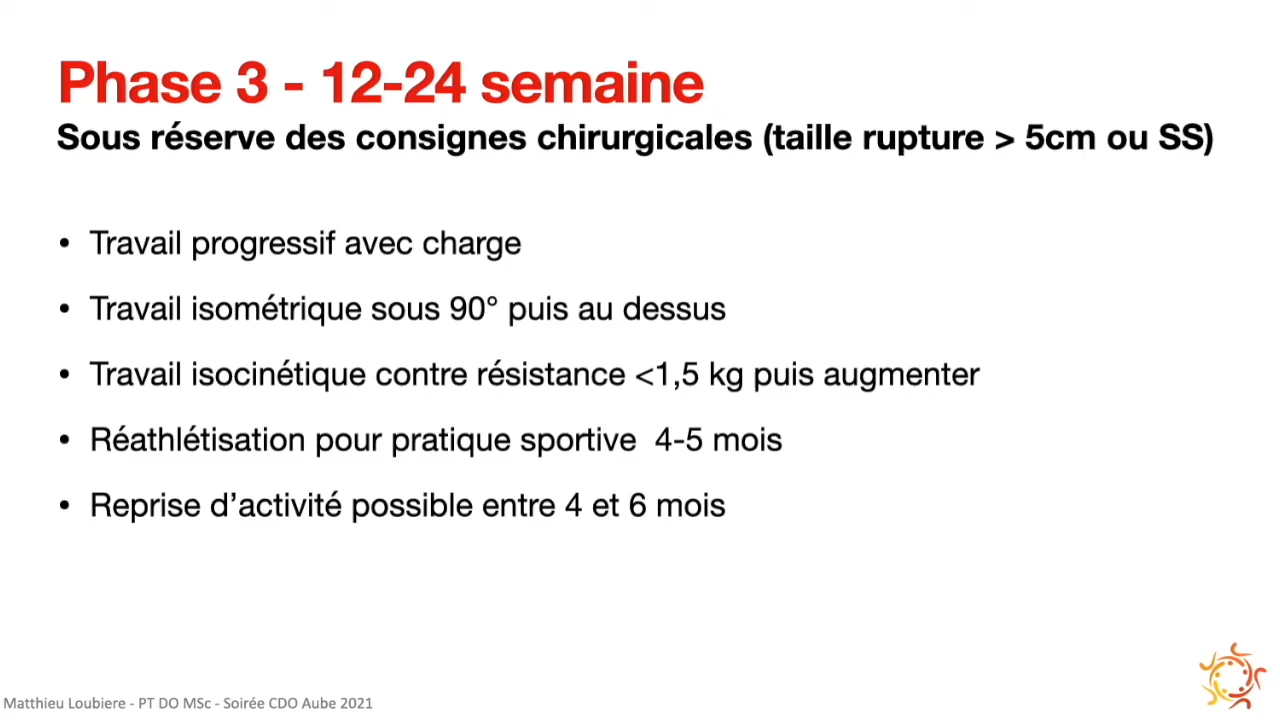 Phase 3 - 12-24 semaine
Sous réserve des consignes chirurgicales (taille rupture > 5cm ou SS)
• Travail progressif avec charge
• Travail isométrique sous 90° puis au dessus
• Travail isocinétique contre résistance <1,5 kg puis augmenter
• Réathlétisation pour pratique sportive  4-5 mois
• Reprise d’activité possible entre 4 et 6 mois
Matthieu Loubiere - PT DO MSc - Soirée CDO Aube 2021